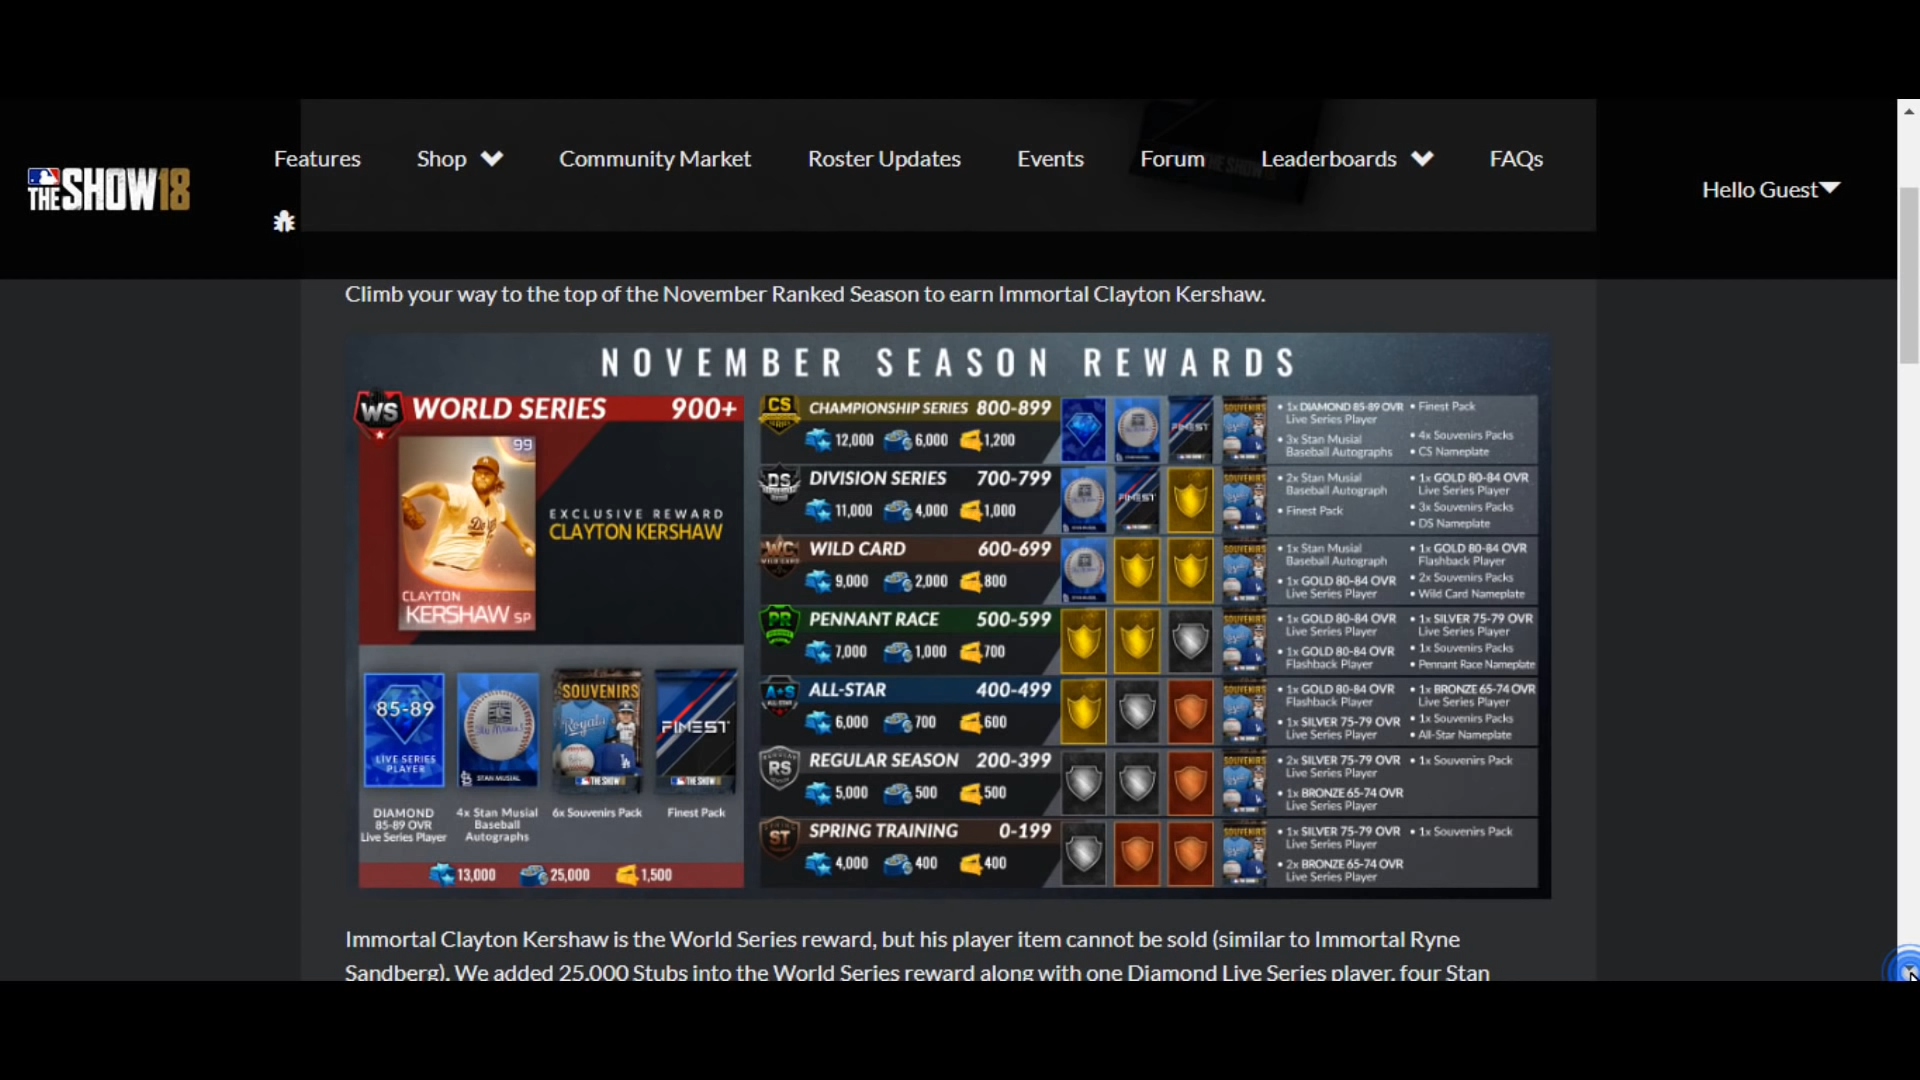 Features
Shop
Community Market
Roster Updates
Events
Forum
Leaderboards
FAQs
THE SHOW 18
Hello Guest
Climb your way to the top of the November Ranked Season to earn Immortal Clayton Kershaw.
NOVEMBER SEASON REWARDS
WS WORLD SERIES 900+
99
CLAYTON
KERSHAW SP
EXCLUSIVE REWARD
CLAYTON KERSHAW
85-89
LIVE SERIES
PLAYER
STAN MUSIAL
SOUVENIRS
Royals
THE SHOW
FINEST
THE SHOW
DIAMOND
85-89 OVR
Live Series Player
4x Stan Musial
Baseball
Autographs
6x Souvenirs Pack
Finest Pack
13,000 25,000 1,500
CS CHAMPIONSHIP SERIES 800-899
12,000 6,000 1,200
FINEST
SOUVENIRS
• 1x DIAMOND 85-89 OVR
Live Series Player
• 3x Stan Musial
Baseball Autographs
• Finest Pack
• 4x Souvenirs Packs
• CS Nameplate
DS DIVISION SERIES 700-799
11,000 4,000 1,000
FINEST
SOUVENIRS
• 2x Stan Musial
Baseball Autograph
• Finest Pack
• 1x GOLD 80-84 OVR
Live Series Player
• 3x Souvenirs Packs
• DS Nameplate
WC WILD CARD 600-699
9,000 2,000 800
SOUVENIRS
• 1x Stan Musial
Baseball Autograph
• 1x GOLD 80-84 OVR
Live Series Player
• 1x GOLD 80-84 OVR
Flashback Player
• 2x Souvenirs Packs
• Wild Card Nameplate
PR PENNANT RACE 500-599
7,000 1,000 700
SOUVENIRS
• 1x GOLD 80-84 OVR
Live Series Player
• 1x GOLD 80-84 OVR
Flashback Player
• 1x SILVER 75-79 OVR
Live Series Player
• 1x Souvenirs Packs
• Pennant Race Nameplate
A★S ALL-STAR 400-499
6,000 700 600
SOUVENIRS
• 1x GOLD 80-84 OVR
Flashback Player
• 1x SILVER 75-79 OVR
Live Series Player
• 1x BRONZE 65-74 OVR
Live Series Player
• 1x Souvenirs Packs
• All-Star Nameplate
RS REGULAR SEASON 200-399
5,000 500 500
SOUVENIRS
• 2x SILVER 75-79 OVR
Live Series Player
• 1x BRONZE 65-74 OVR
Live Series Player
• 1x Souvenirs Pack
ST SPRING TRAINING 0-199
4,000 400 400
SOUVENIRS
• 1x SILVER 75-79 OVR
Live Series Player
• 2x BRONZE 65-74 OVR
Live Series Player
• 1x Souvenirs Pack
Immortal Clayton Kershaw is the World Series reward, but his player item cannot be sold (similar to Immortal Ryne
Sandberg). We added 25,000 Stubs into the World Series reward along with one Diamond Live Series player, four Stan